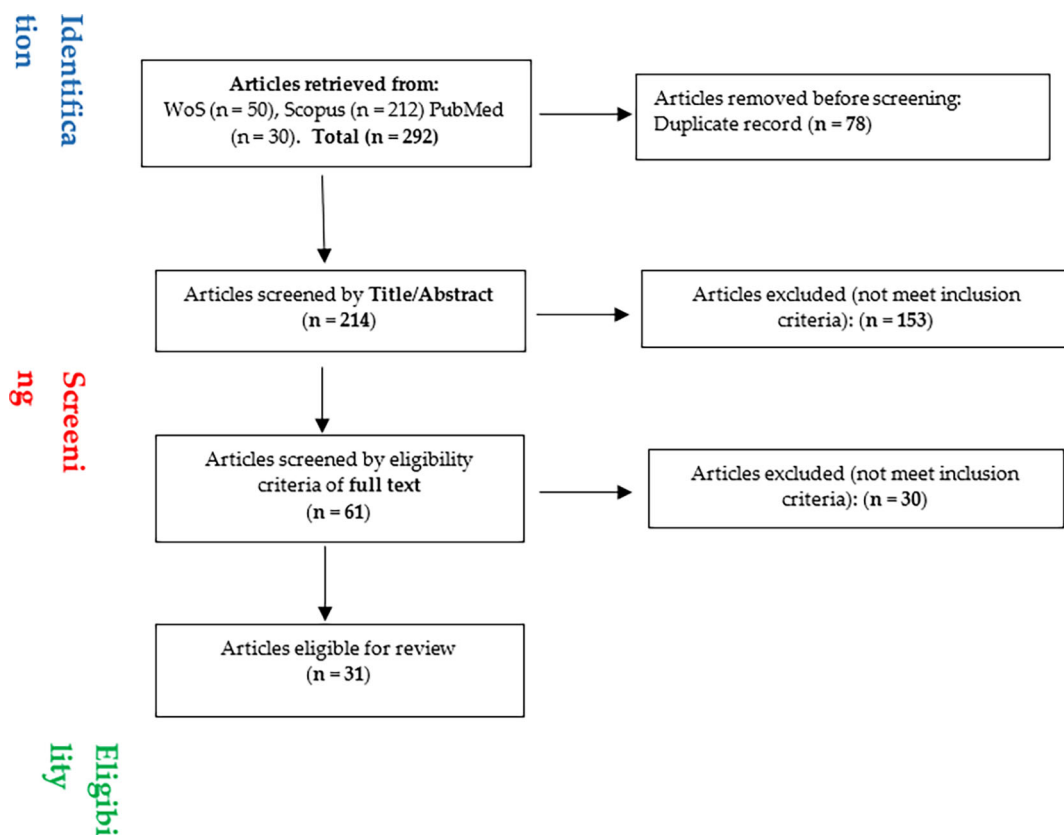 Identifica
tion
Articles retrieved from:
WoS (n = 50), Scopus (n = 212) PubMed
(n = 30). Total (n = 292)
Articles removed before screening:
Duplicate record (n = 78)
Articles screened by Title/Abstract
(n = 214)
Articles excluded (not meet inclusion
criteria): (n = 153)
Screeni
ng
Articles screened by eligibility
criteria of full text
(n = 61)
Articles excluded (not meet inclusion
criteria): (n = 30)
Articles eligible for review
(n = 31)
Eligibi
lity